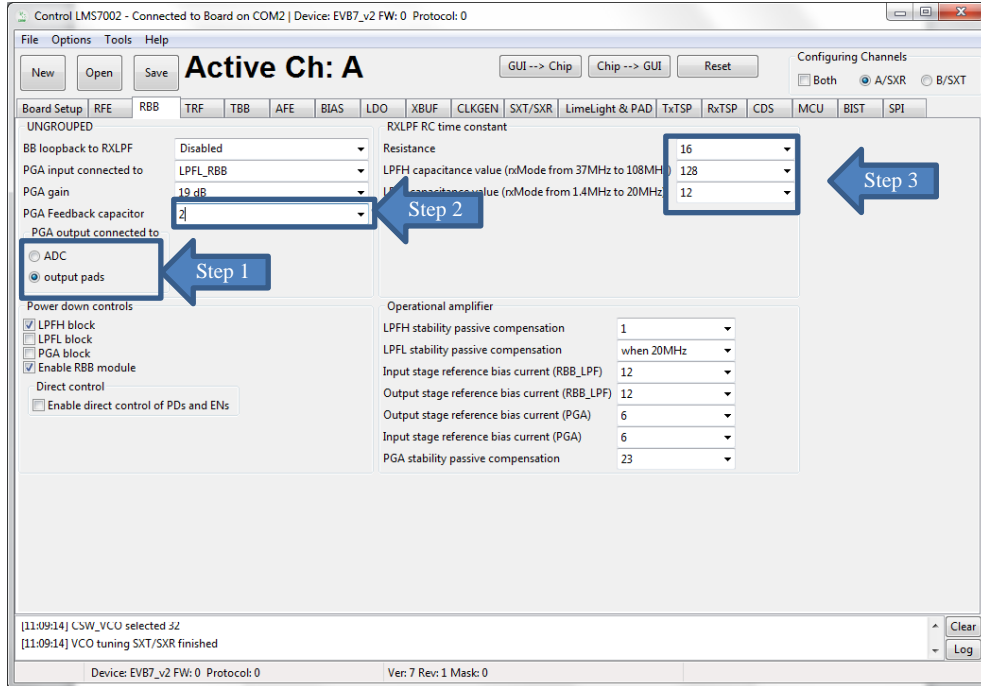 Control LMS7002 - Connected to Board on COM2 | Device: EVB7_v2 FW: 0 Protocol: 0
File Options Tools Help
New Open Save Active Ch: A GUI --> Chip Chip --> GUI Reset
Configuring Channels
Both A/SXR B/SXT
Board Setup RFE RBB TRF TBB AFE BIAS LDO XBUF CLKGEN SXT/SXR LimeLight & PAD TxTSP RxTSP CDS MCU BIST SPI
UNGROUPED
BB loopback to RXLPF Disabled
PGA input connected to LPFL_RBB
PGA gain 19 dB
PGA Feedback capacitor 2
Step 2
PGA output connected to
ADC
output pads
Step 1
RXLPF RC time constant
Resistance 16
LPFH capacitance value (rxMode from 37MHz to 108MH ) 128
capacitance value (rxMode from 1.4MHz to 20MHz) 12
Step 3
Power down controls
LPFH block
LPFL block
PGA block
Enable RBB module
Direct control
Enable direct control of PDs and ENs
Operational amplifier
LPFH stability passive compensation 1
LPFL stability passive compensation when 20MHz
Input stage reference bias current (RBB_LPF) 12
Output stage reference bias current (RBB_LPF) 12
Output stage reference bias current (PGA) 6
Input stage reference bias current (PGA) 6
PGA stability passive compensation 23
[11:09:14] CSW_VCO selected 32
[11:09:14] VCO tuning SXT/SXR finished
Clear
Log
Device: EVB7_v2 FW: 0 Protocol: 0 Ver: 7 Rev: 1 Mask: 0